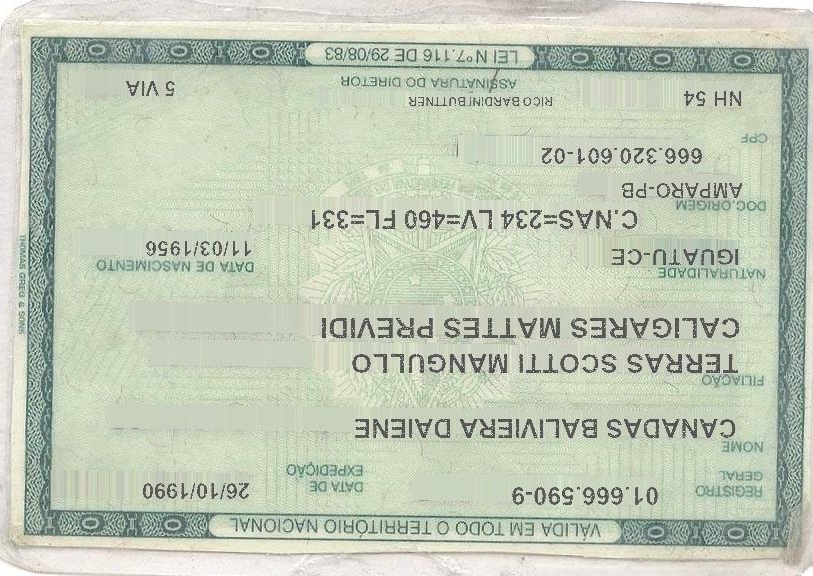 VÁLIDA EM TODO O TERRITÓRIO NACIONAL
REGISTRO GERAL 01.666.590-9 DATA DE EXPEDIÇÃO 26/10/1990
NOME
CANADAS BALIVIERA DAIENE
FILIAÇÃO
TERRAS SCOTTI MANGULLO
CALIGARES MATTES PREVIDI
NATURALIDADE DATA DE NASCIMENTO
IGUATU-CE 11/03/1956
DOC.ORIGEM C.NAS=234 LV=460 FL=331
AMPARO-PB
CPF 666.320.601-02
NH 54 RICO BARDINI BUTTNER 5 VIA
ASSINATURA DO DIRETOR
LEI Nº 7.116 DE 29/08/83
THOMAS GREG & SONS